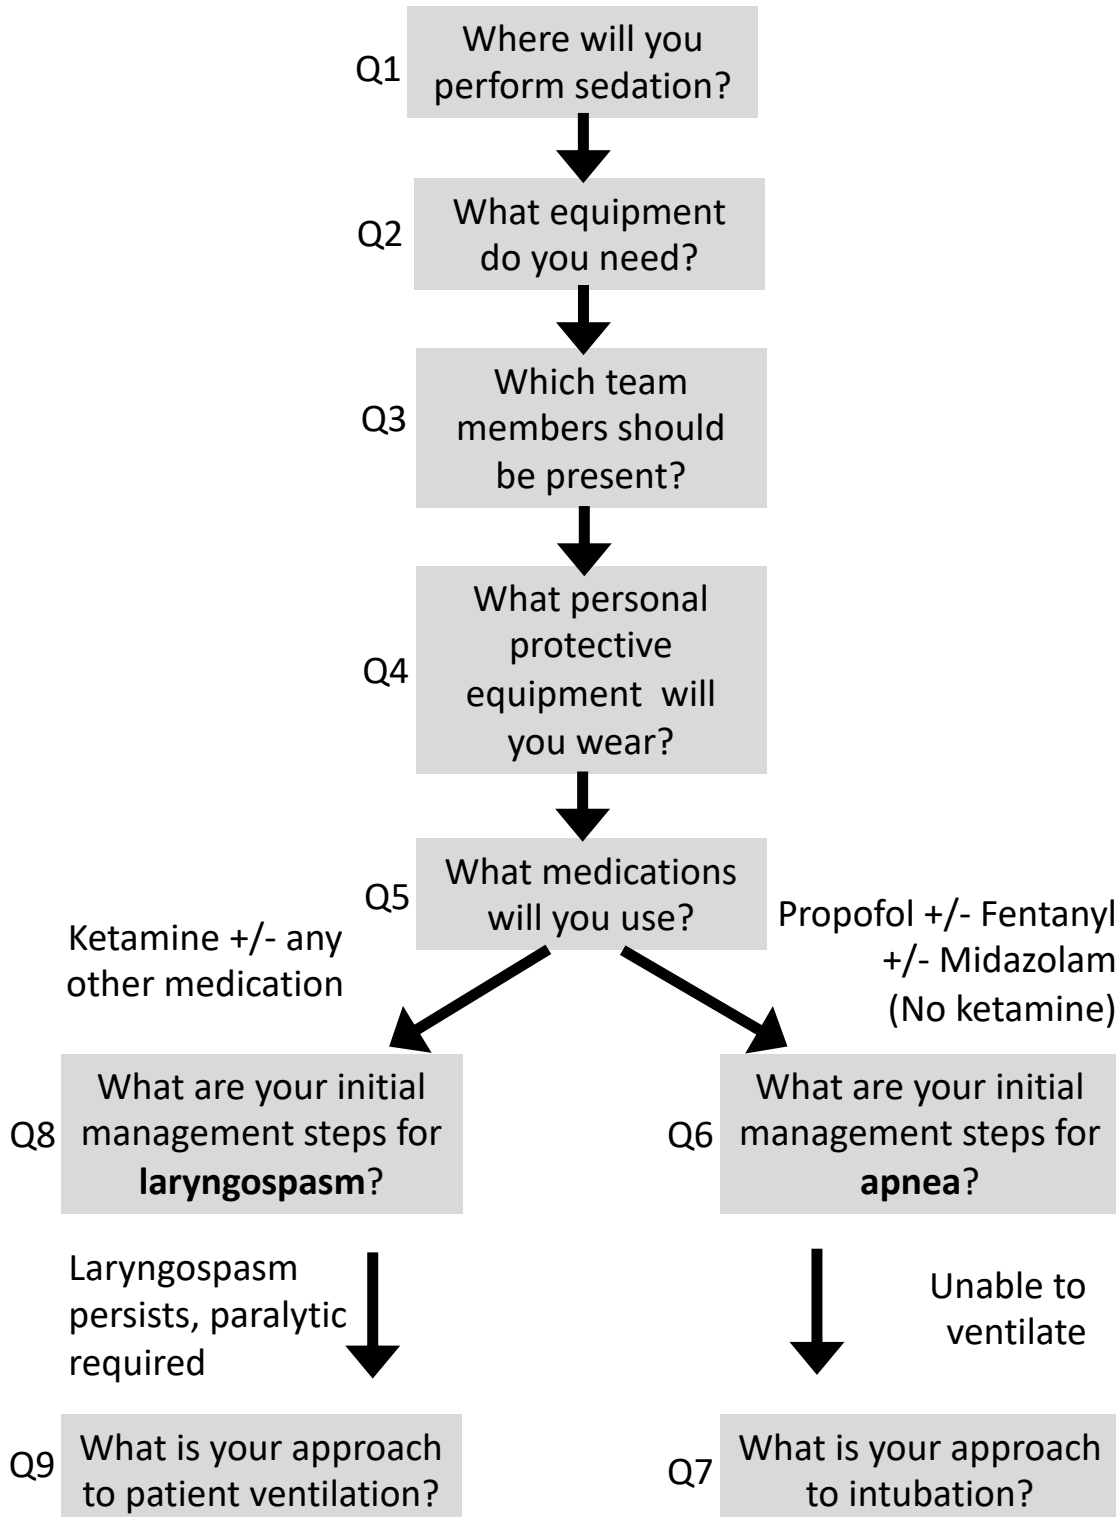 Q1
Where will you
perform sedation?
Q2
What equipment
do you need?
Q3
Which team
members should
be present?
Q4
What personal
protective
equipment  will
you wear?
Q5
What medications
will you use?
Ketamine +/- any
other medication
Propofol +/- Fentanyl
+/- Midazolam
(No ketamine)
Q8
What are your initial
management steps for
laryngospasm?
Q6
What are your initial
management steps for
apnea?
Laryngospasm
persists, paralytic
required
Unable to
ventilate
Q9
What is your approach
to patient ventilation?
Q7
What is your approach
to intubation?